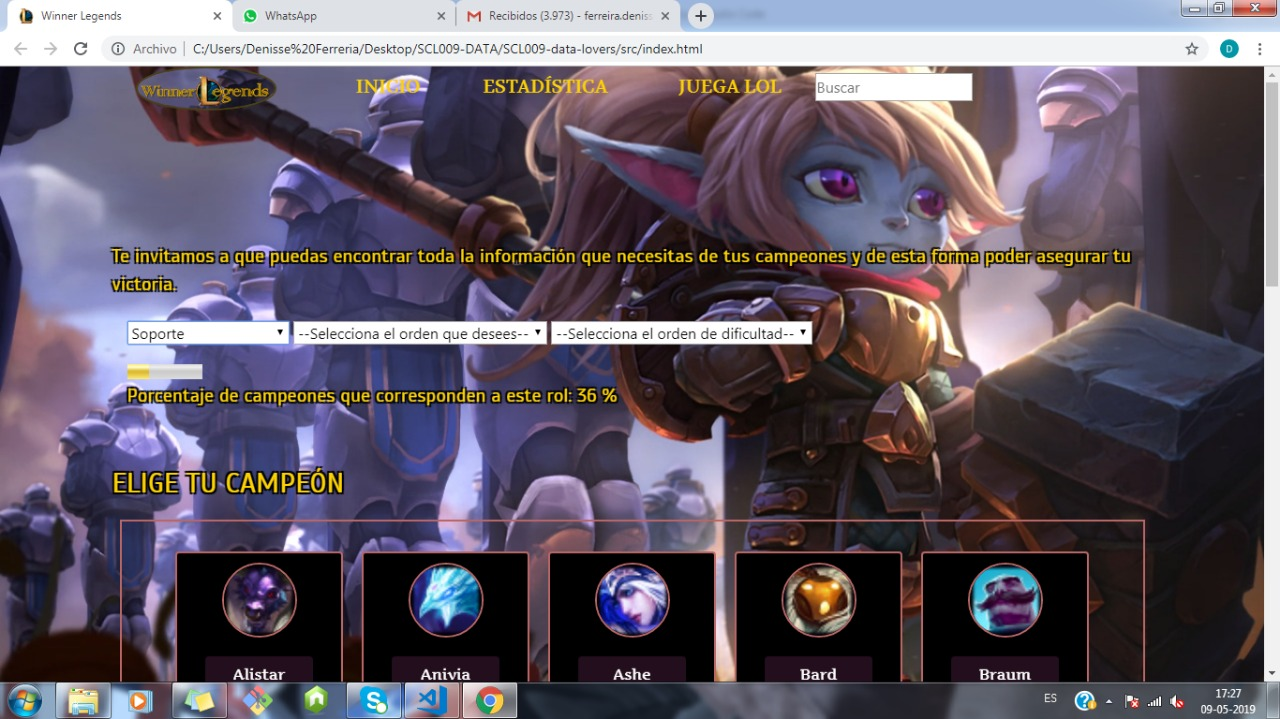 Winner Legends
WhatsApp
Recibidos (3.973) - ferreira.deniss
Archivo
C:/Users/Denisse%20Ferreria/Desktop/SCL009-DATA/SCL009-data-lovers/src/index.html
D
Winner Legends
INICIO
ESTADÍSTICA
JUEGA LOL
Buscar
Te invitamos a que puedas encontrar toda la información que necesitas de tus campeones y de esta forma poder asegurar tu
victoria.
Soporte
--Selecciona el orden que desees--
--Selecciona el orden de dificultad--
Porcentaje de campeones que corresponden a este rol: 36 %
ELIGE TU CAMPEÓN
Alistar
Anivia
Ashe
Bard
Braum
ES
17:27
09-05-2019